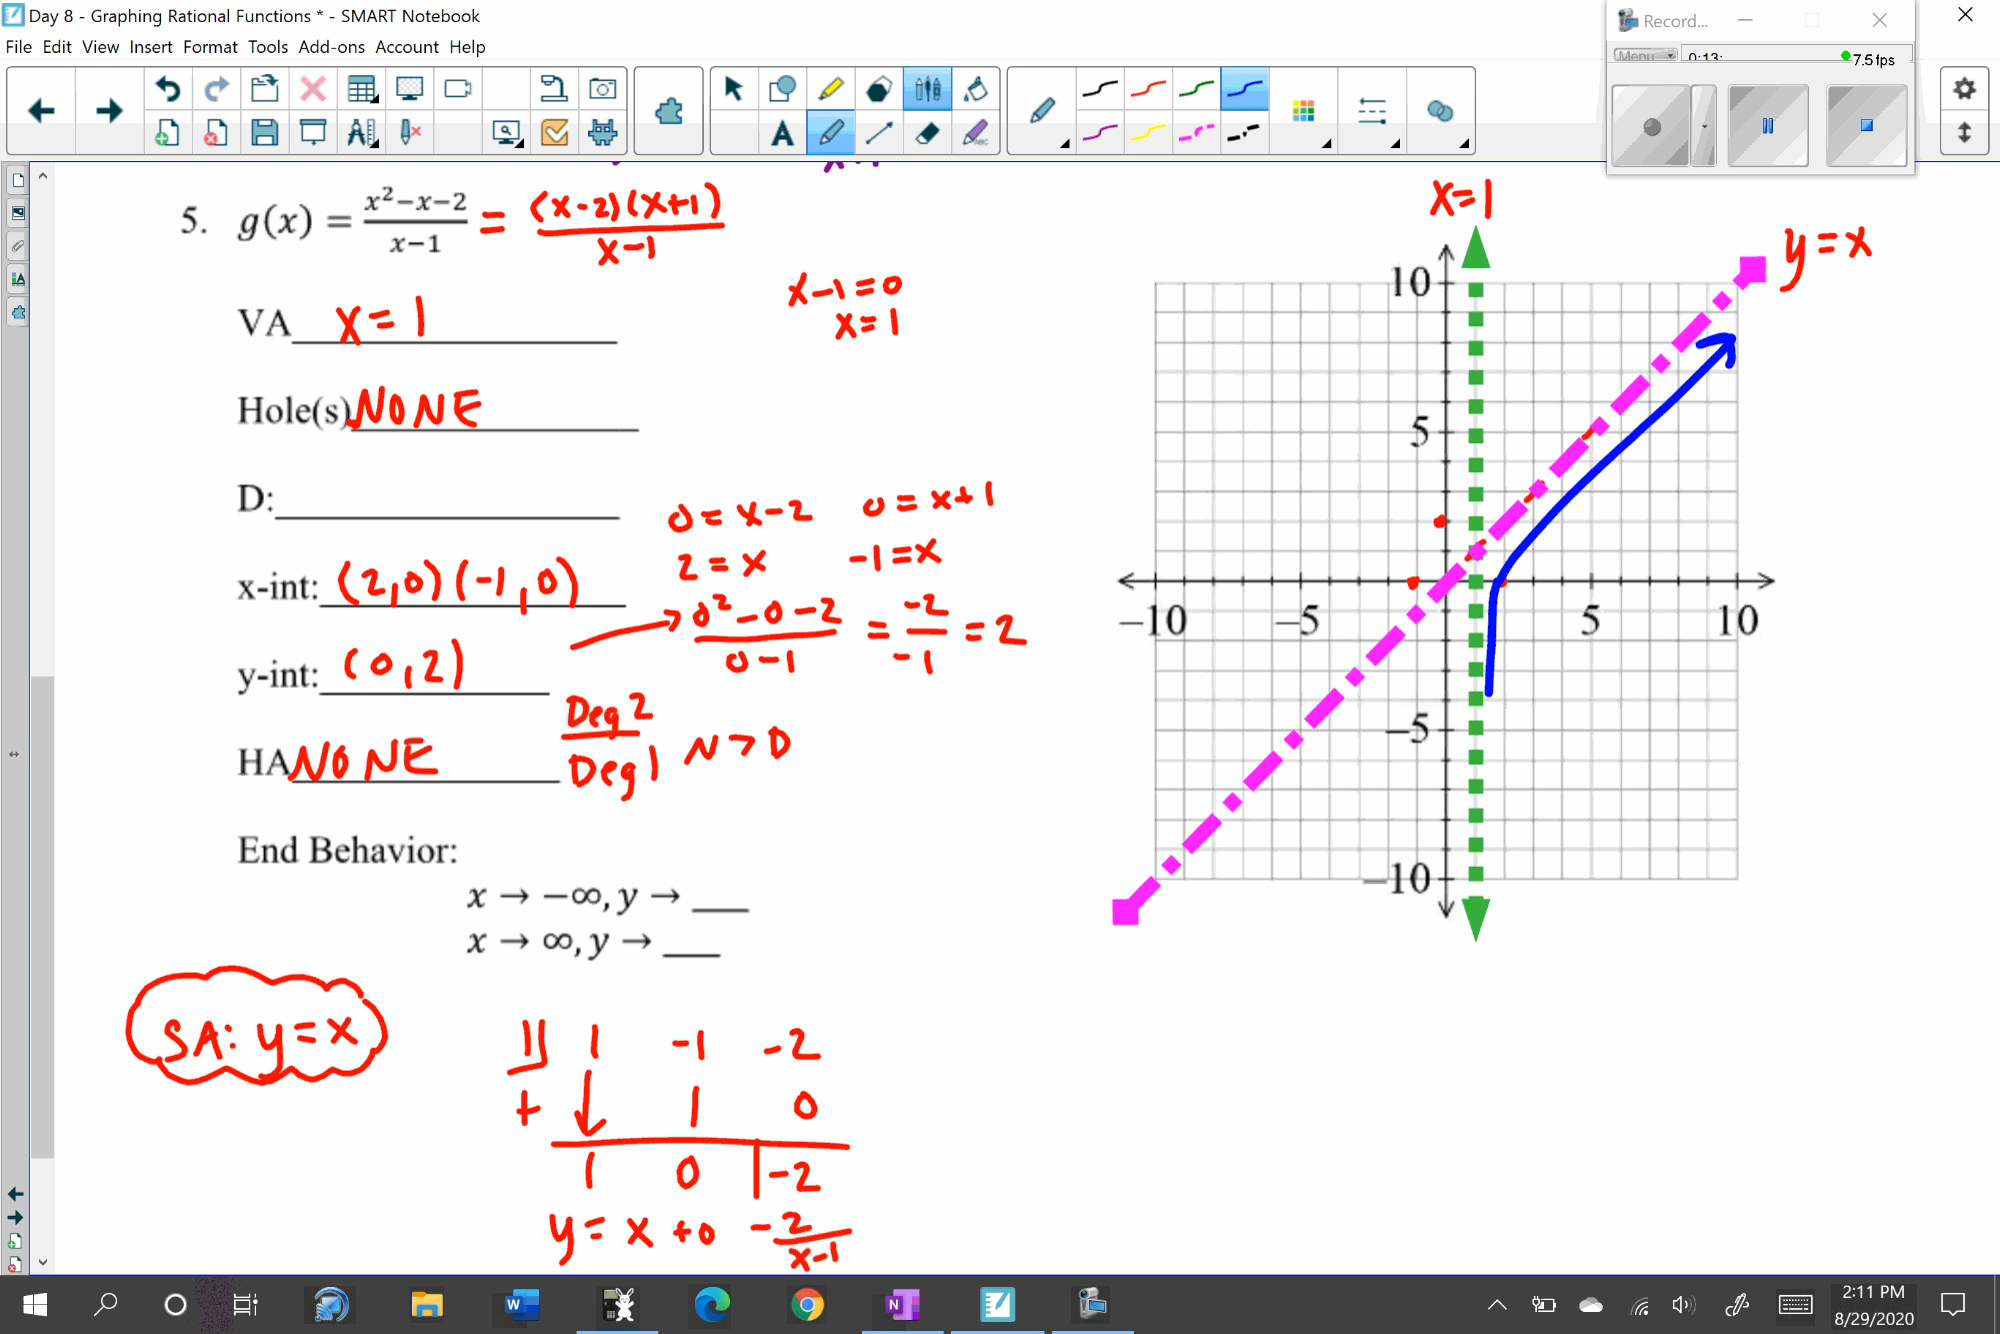 Day 8 - Graphing Rational Functions * - SMART Notebook
File Edit View Insert Format Tools Add-ons Account Help
Record...
Menu 0:13: 7.5 fps
A
5. g(x) = x²−x−2 / x−1 = (x-2)(x+1) / x-1
x-1=0
VA x=1
x=1
Hole(s) NONE
D:
0=x-2 0=x+1
2=x -1=x
x-int: (2,0)(-1,0)
0²-0-2 / 0-1 = -2 / -1 = 2
y-int: (0,2)
Deg 2 / Deg 1 N>D
HA NONE
End Behavior:
x → −∞, y → ___
x → ∞, y → ___
SA: y=x
1 1 -1 -2
+ ↓ 1 0
1 0 -2
y = x +0 - 2 / x-1
x=1
y=x
10
5
−10 −5 5 10
−5
−10
W
N
2:11 PM
8/29/2020